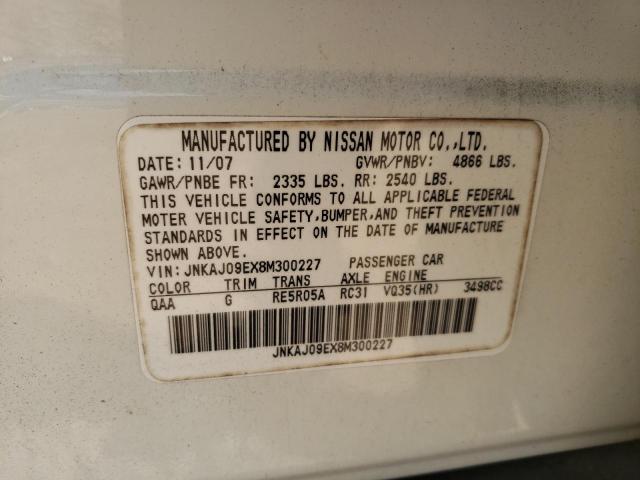 MANUFACTURED BY NISSAN MOTOR CO.,LTD.
DATE: 11/07 GVWR/PNBV: 4866 LBS.
GAWR/PNBE FR: 2335 LBS. RR: 2540 LBS.
THIS VEHICLE CONFORMS TO ALL APPLICABLE FEDERAL
MOTER VEHICLE SAFETY,BUMPER,AND THEFT PREVENTION
STANDARDS IN EFFECT ON THE DATE OF MANUFACTURE
SHOWN ABOVE.
VIN: JNKAJ09EX8M300227 PASSENGER CAR
COLOR TRIM TRANS AXLE ENGINE
QAA G RE5R05A RC31 VQ35(HR) 3498CC
JNKAJ09EX8M300227